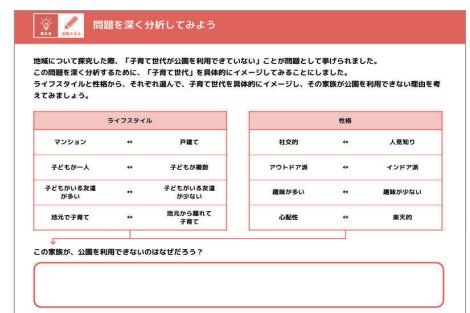 問題を深く分析してみよう
地域について探究した際、「子育て世代が公園を利用できていない」ことが問題として挙げられました。
この問題を深く分析するために、「子育て世代」を具体的にイメージしてみることにしました。
ライフスタイルと性格から、それぞれ選んで、子育て世代を具体的にイメージし、その家族が公園を利用できない理由を考
えてみましょう。
ライフスタイル
マンション ↔ 戸建て
子どもが一人 ↔ 子どもが複数
子どもがいる友達が多い ↔ 子どもがいる友達が少ない
地元で子育て ↔ 地元から離れて子育て
性格
社交的 ↔ 人見知り
アウトドア派 ↔ インドア派
趣味が多い ↔ 趣味が少ない
心配性 ↔ 楽天的
この家族が、公園を利用できないのはなぜだろう？